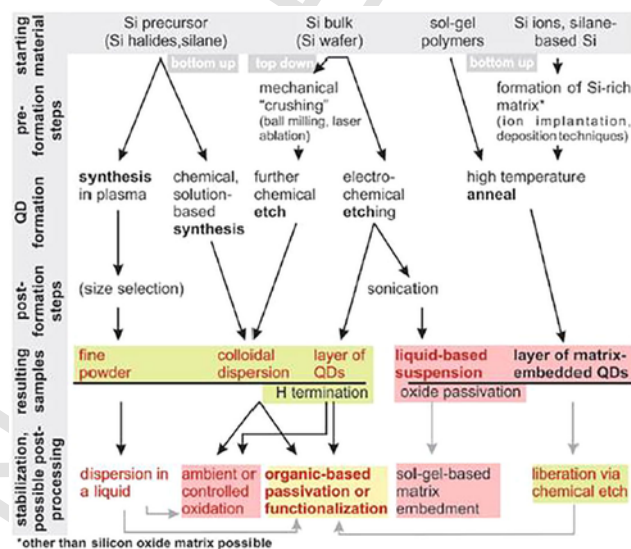 starting material
Si precursor
(Si halides,silane)
Si bulk
(Si wafer)
sol-gel
polymers
Si ions, silane-
based Si
bottom up
top down
bottom up
pre-formation steps
mechanical
"crushing"
(ball milling, laser
ablation)
formation of Si-rich
matrix*
(ion implantation,
deposition techniques)
QD formation
synthesis
in plasma
chemical,
solution-
based
synthesis
further
chemical
etch
electro-
chemical
etching
high temperature
anneal
post-formation steps
(size selection)
sonication
resulting samples
fine
powder
colloidal
dispersion
layer of
QDs
liquid-based
suspension
layer of matrix-
embedded QDs
H termination
oxide passivation
stabilization, possible post-processing
dispersion in
a liquid
ambient or
controlled
oxidation
organic-based
passivation or
functionalization
sol-gel-based
matrix
embedment
liberation via
chemical etch
*other than silicon oxide matrix possible